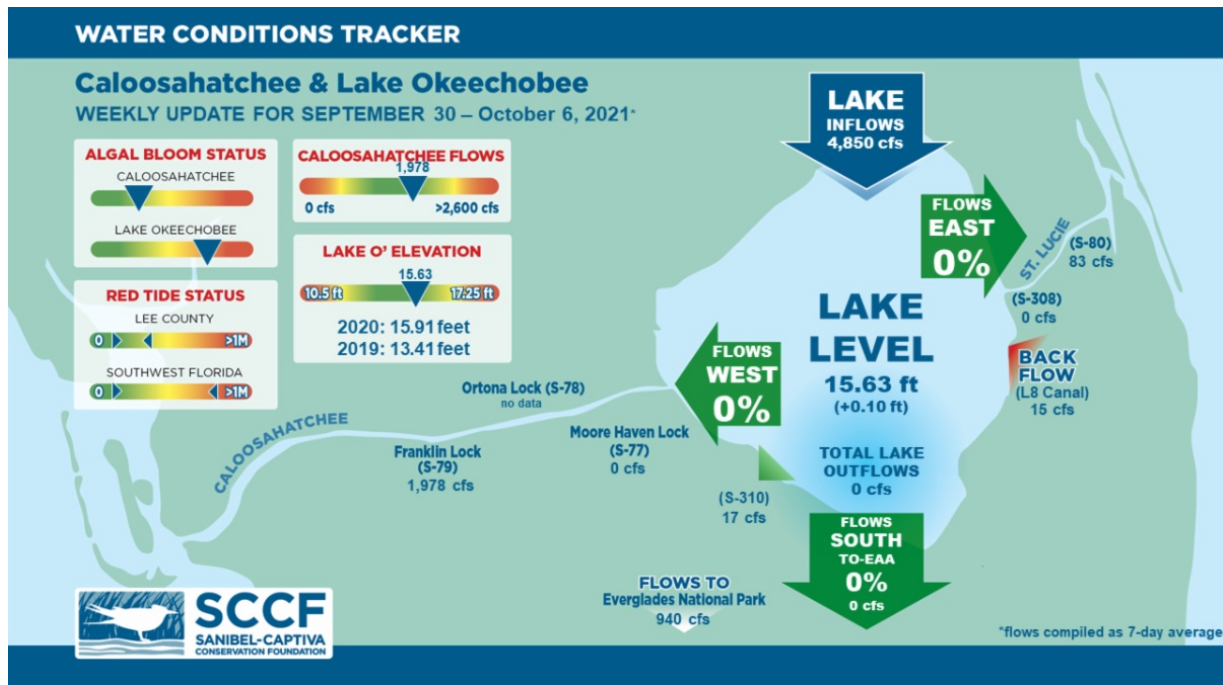 WATER CONDITIONS TRACKER
Caloosahatchee & Lake Okeechobee
WEEKLY UPDATE FOR SEPTEMBER 30 – October 6, 2021*
ALGAL BLOOM STATUS
CALOOSAHATCHEE
LAKE OKEECHOBEE
RED TIDE STATUS
LEE COUNTY
0 >1M
SOUTHWEST FLORIDA
0 >1M
CALOOSAHATCHEE FLOWS
1,978
0 cfs >2,600 cfs
LAKE O’ ELEVATION
15.63
10.5 ft 17.25 ft
2020: 15.91 feet
2019: 13.41 feet
LAKE
INFLOWS
4,850 cfs
FLOWS
EAST
0%
ST. LUCIE
(S-80)
83 cfs
(S-308)
0 cfs
BACK
FLOW
(L8 Canal)
15 cfs
LAKE
LEVEL
15.63 ft
(+0.10 ft)
TOTAL LAKE
OUTFLOWS
0 cfs
FLOWS
WEST
0%
Ortona Lock (S-78)
no data
CALOOSAHATCHEE
Franklin Lock
(S-79)
1,978 cfs
Moore Haven Lock
(S-77)
0 cfs
(S-310)
17 cfs
FLOWS
SOUTH
TO-EAA
0%
0 cfs
FLOWS TO
Everglades National Park
940 cfs
SCCF
SANIBEL-CAPTIVA
CONSERVATION FOUNDATION
*flows compiled as 7-day average